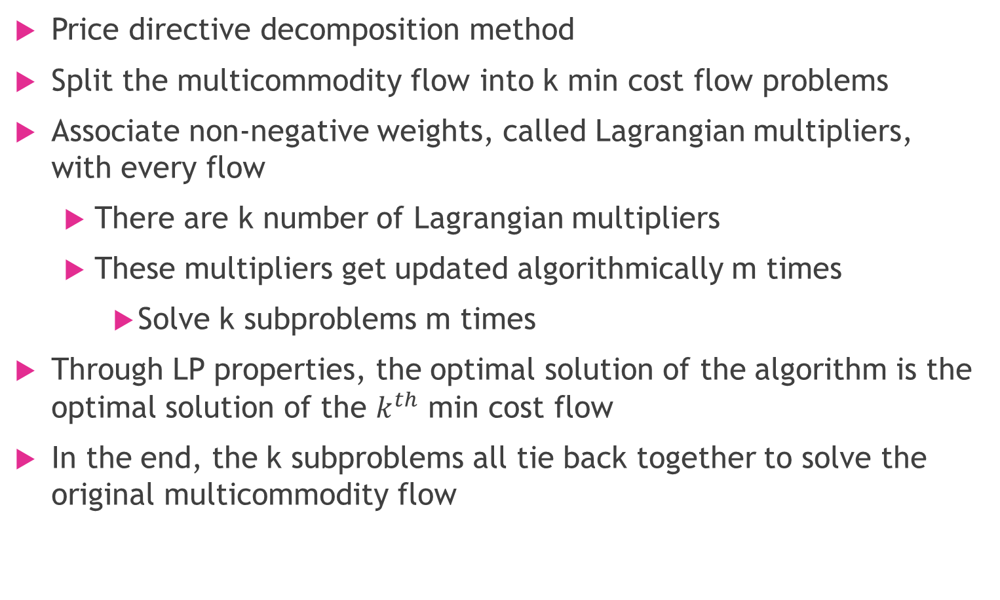 Price directive decomposition method
Split the multicommodity flow into k min cost flow problems
Associate non-negative weights, called Lagrangian multipliers,
with every flow
There are k number of Lagrangian multipliers
These multipliers get updated algorithmically m times
Solve k subproblems m times
Through LP properties, the optimal solution of the algorithm is the
optimal solution of the $k^{th}$ min cost flow
In the end, the k subproblems all tie back together to solve the
original multicommodity flow